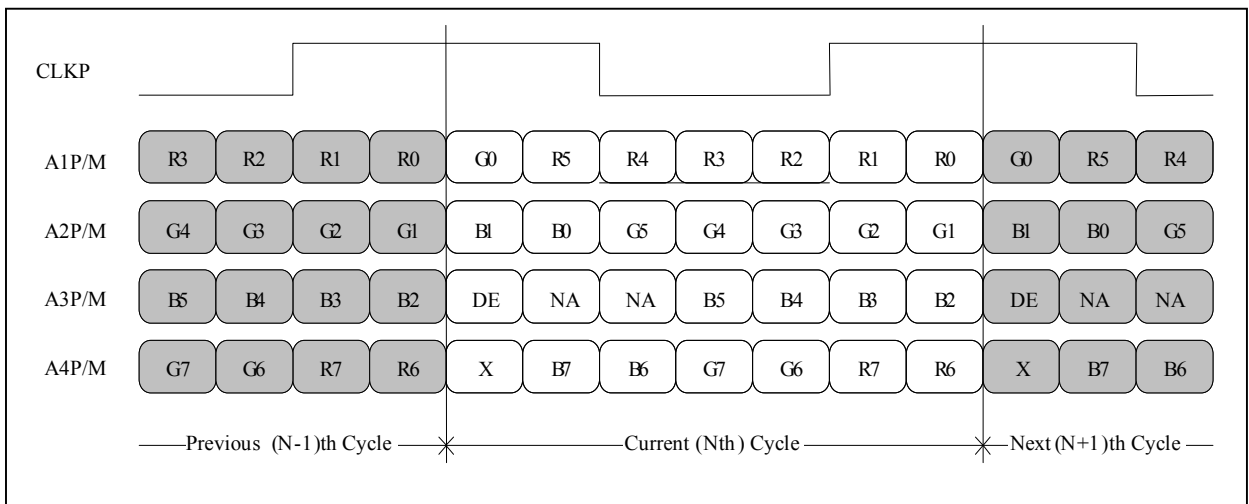 CLKP
A1P/M R3 R2 R1 R0 G0 R5 R4 R3 R2 R1 R0 G0 R5 R4
A2P/M G4 G3 G2 G1 B1 B0 G5 G4 G3 G2 G1 B1 B0 G5
A3P/M B5 B4 B3 B2 DE NA NA B5 B4 B3 B2 DE NA NA
A4P/M G7 G6 R7 R6 X B7 B6 G7 G6 R7 R6 X B7 B6
Previous (N-1)th Cycle Current (Nth) Cycle Next (N+1)th Cycle